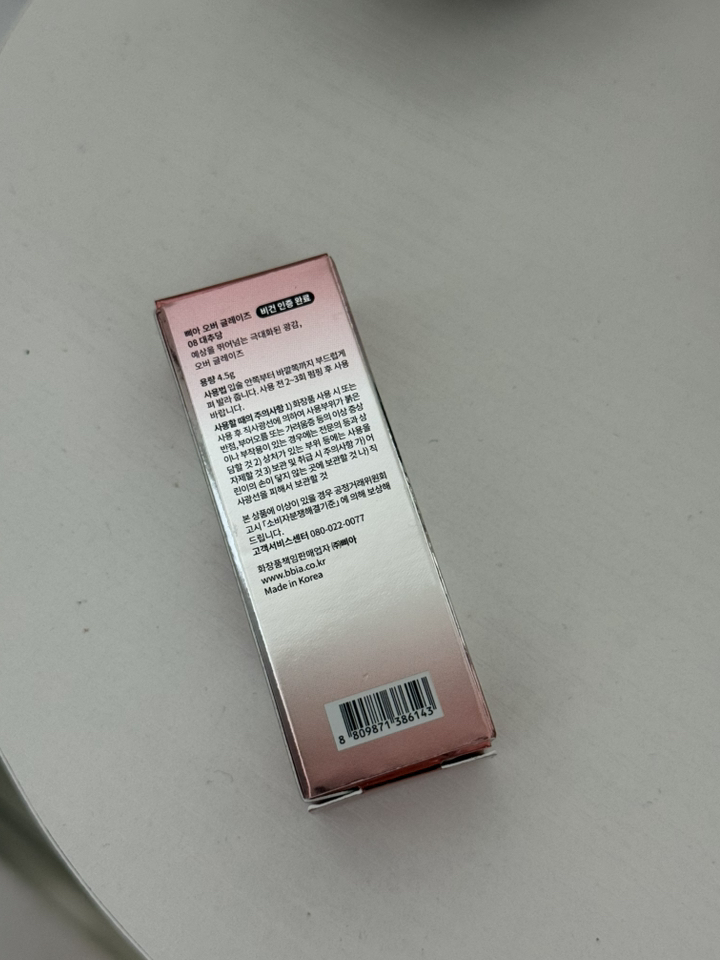 삐아 오버 글레이즈 비건 인증 완료
08 대추당
예상을 뛰어넘는 극대화된 광감,
오버 글레이즈
용량 4.5g
사용법 입술 안쪽부터 바깥쪽까지 부드럽게
펴 발라 줍니다. 사용 전 2~3회 펌핑 후 사용
바랍니다.
사용할 때의 주의사항 1) 화장품 사용 시 또는
사용 후 직사광선에 의하여 사용부위가 붉은
반점, 부어오름 또는 가려움증 등의 이상 증상
이나 부작용이 있는 경우에는 전문의 등과 상
담할 것 2) 상처가 있는 부위 등에는 사용을
자제할 것 3) 보관 및 취급 시 주의사항 가) 어
린이의 손이 닿지 않는 곳에 보관할 것 나) 직
사광선을 피해서 보관할 것
본 상품에 이상이 있을 경우 공정거래위원회
고시 「소비자분쟁해결기준」에 의해 보상해
드립니다.
고객서비스센터 080-022-0077
화장품책임판매업자 ㈜삐아
www.bbia.co.kr
Made in Korea
8 809871 386143